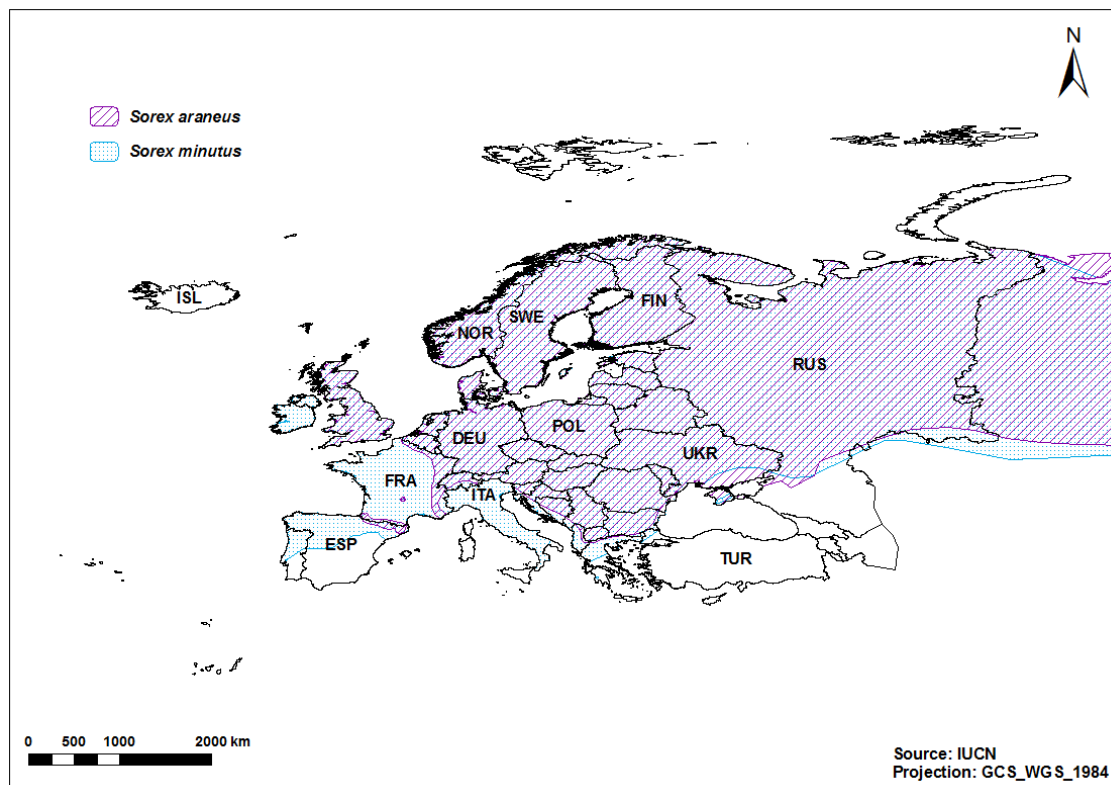 N
Sorex araneus
Sorex minutus
ISL
FIN
SWE
NOR
RUS
POL
DEU
UKR
FRA
ITA
ESP
TUR
0 500 1000 2000 km
Source: IUCN
Projection: GCS_WGS_1984